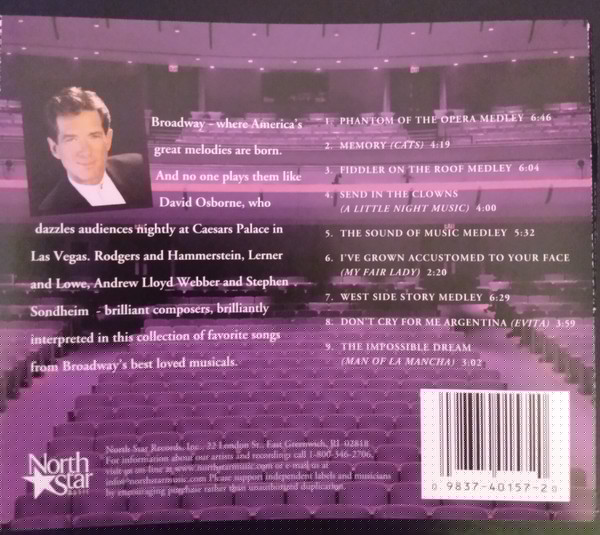 Broadway - where America's
great melodies are born.
And no one plays them like
David Osborne, who
dazzles audiences nightly at Caesars Palace in
Las Vegas. Rodgers and Hammerstein, Lerner
and Lowe, Andrew Lloyd Webber and Stephen
Sondheim - brilliant composers, brilliantly
interpreted in this collection of favorite songs
from Broadway's best loved musicals.
1. PHANTOM OF THE OPERA MEDLEY 6:46
2. MEMORY (CATS) 4:19
3. FIDDLER ON THE ROOF MEDLEY 6:04
4. SEND IN THE CLOWNS
(A LITTLE NIGHT MUSIC) 4:00
5. THE SOUND OF MUSIC MEDLEY 5:32
6. I'VE GROWN ACCUSTOMED TO YOUR FACE
(MY FAIR LADY) 2:20
7. WEST SIDE STORY MEDLEY 6:29
8. DON'T CRY FOR ME ARGENTINA (EVITA) 3:59
9. THE IMPOSSIBLE DREAM
(MAN OF LA MANCHA) 3:02
North Star
MUSIC
North Star Records, Inc., 22 London St., East Greenwich, RI 02818
For information about our artists and recordings call 1-800-346-2706,
visit us on-line at www.northstarmusic.com or e-mail us at
info@northstarmusic.com Please support independent labels and musicians
by encouraging purchase rather than unauthorized duplication.
0 9837-40157-2 0